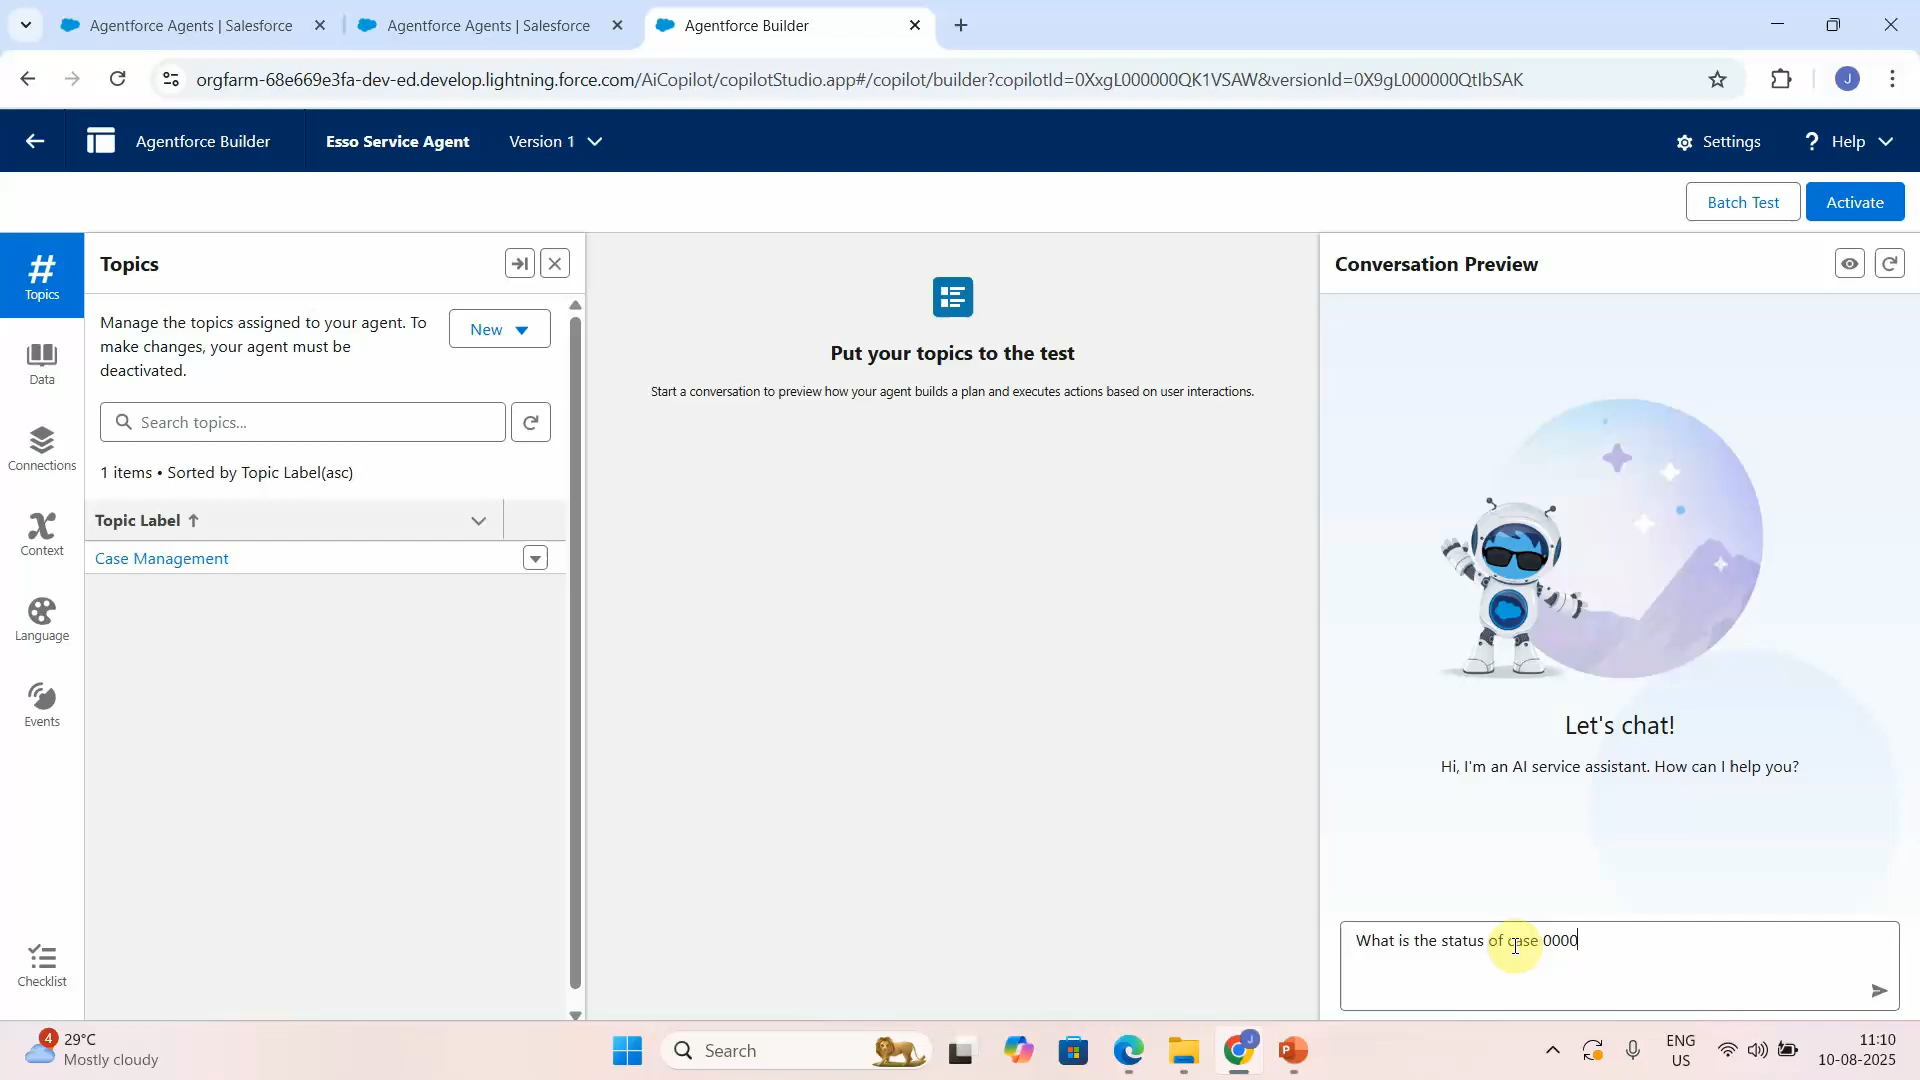 Agentforce Agents | Salesforce
Agentforce Agents | Salesforce
Agentforce Builder
orgfarm-68e669e3fa-dev-ed.develop.lightning.force.com/AiCopilot/copilotStudio.app#/copilot/builder?copilotId=0XxgL000000QK1VSAW&versionId=0X9gL000000QtIbSAK
J
Agentforce Builder
Esso Service Agent
Version 1
Settings
? Help
Batch Test
Activate
# Topics
Data
Connections
Context
Language
Events
Checklist
Topics
Manage the topics assigned to your agent. To
make changes, your agent must be
deactivated.
New
Search topics...
1 items • Sorted by Topic Label(asc)
Topic Label ↑
Case Management
Put your topics to the test
Start a conversation to preview how your agent builds a plan and executes actions based on user interactions.
Conversation Preview
Let's chat!
Hi, I'm an AI service assistant. How can I help you?
What is the status of case 0000
4
29°C
Mostly cloudy
Search
J
P
ENG
US
11:10
10-08-2025